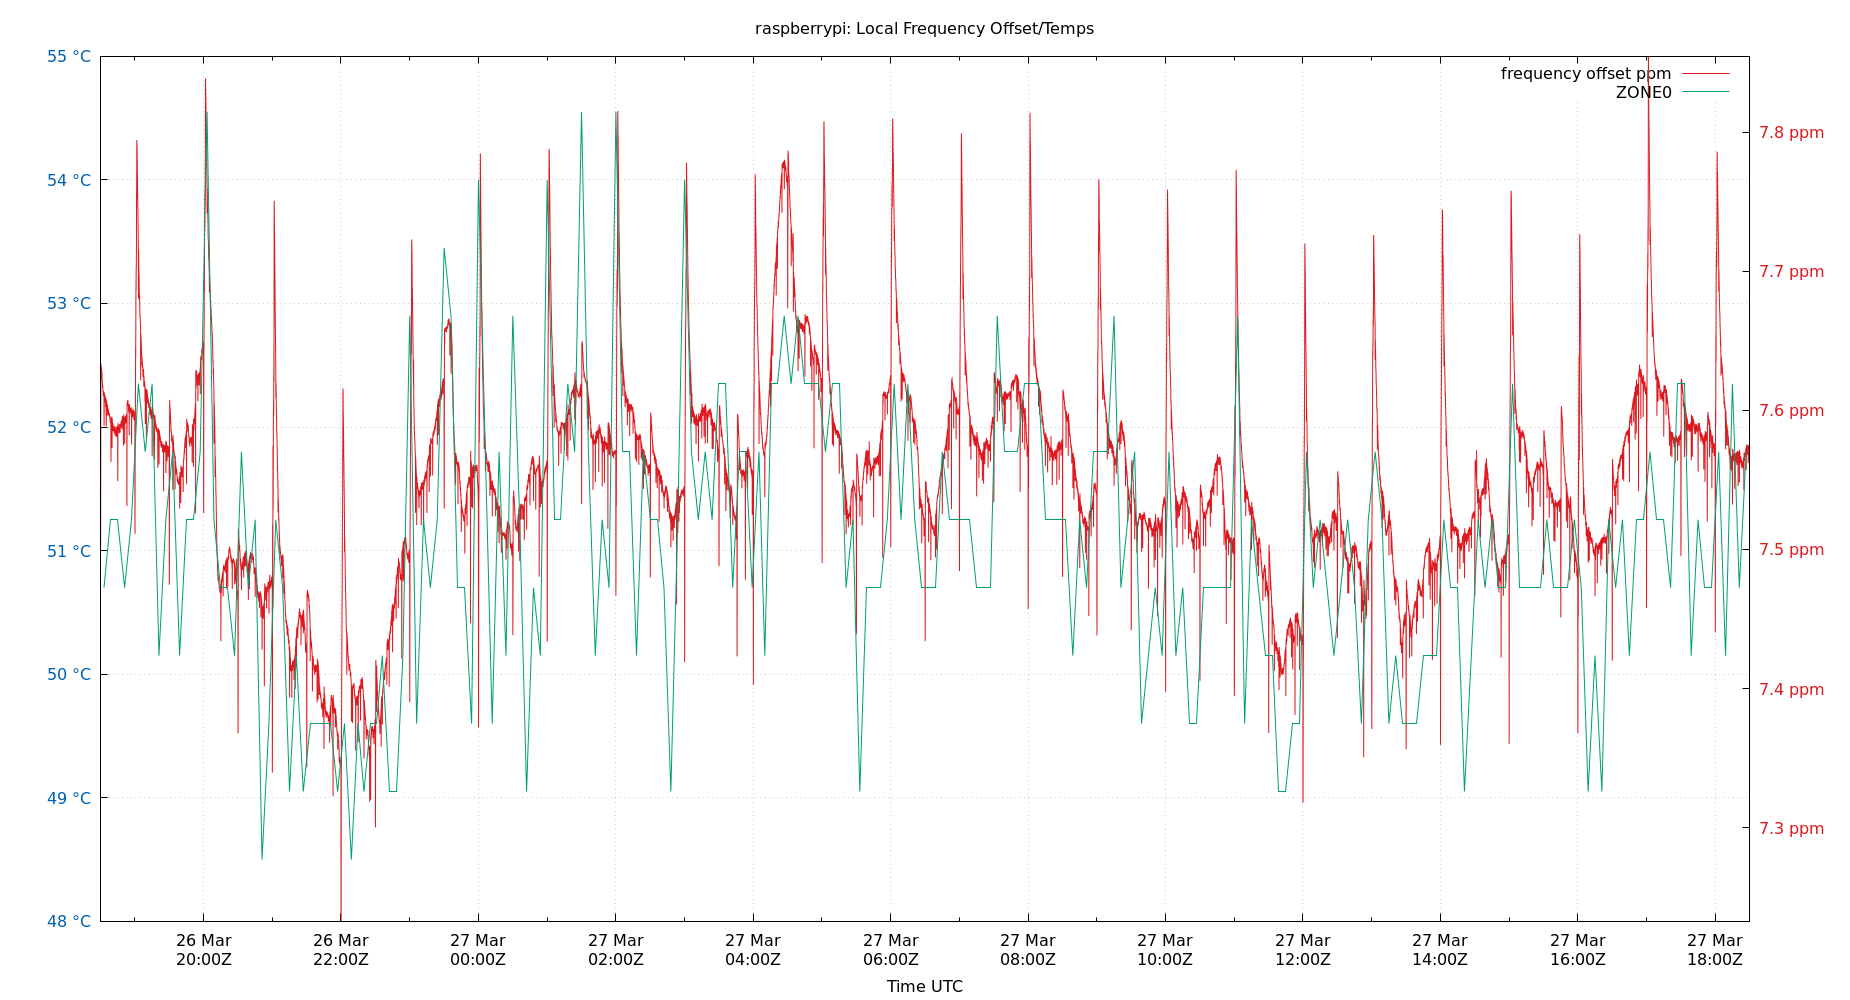 raspberrypi: Local Frequency Offset/Temps
55 °C
54 °C
53 °C
52 °C
51 °C
50 °C
49 °C
48 °C
frequency offset ppm
ZONE0
7.8 ppm
7.7 ppm
7.6 ppm
7.5 ppm
7.4 ppm
7.3 ppm
26 Mar
20:00Z
26 Mar
22:00Z
27 Mar
00:00Z
27 Mar
02:00Z
27 Mar
04:00Z
27 Mar
06:00Z
27 Mar
08:00Z
27 Mar
10:00Z
27 Mar
12:00Z
27 Mar
14:00Z
27 Mar
16:00Z
27 Mar
18:00Z
Time UTC